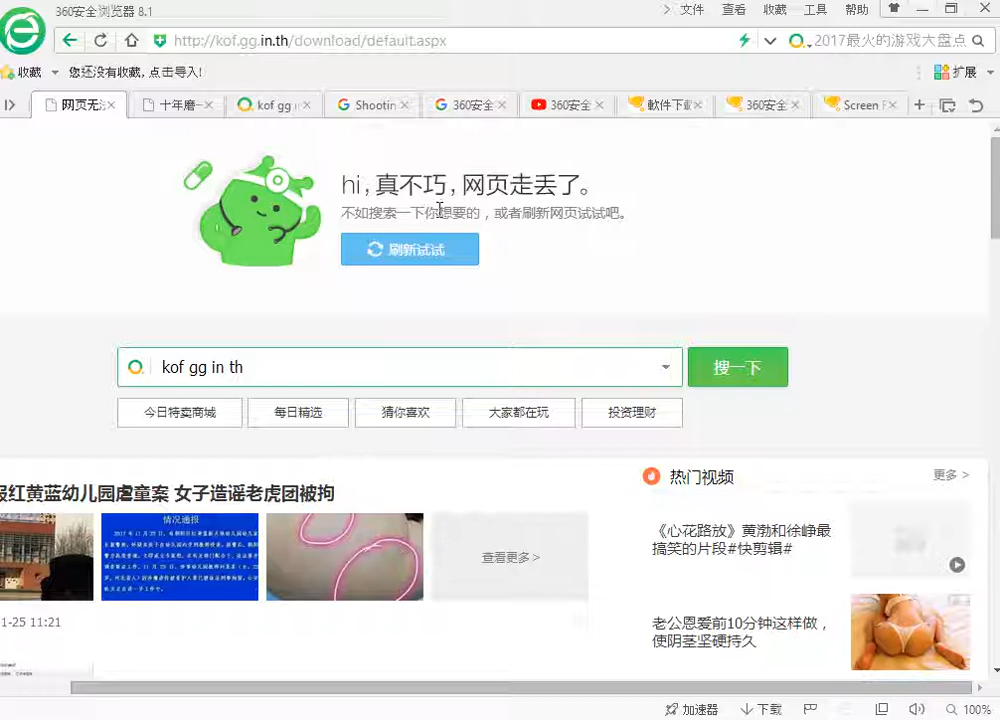 360安全浏览器 8.1
文件 查看 收藏 工具 帮助
http://kof.gg.in.th/download/default.aspx
2017最火的游戏大盘点
收藏 您还没有收藏, 点击导入!
扩展
网页无法
十年磨一
kof gg i
Shootin
360安全
360安全
軟件下載
360安全
Screen F
hi, 真不巧, 网页走丢了。
不如搜索一下你想要的，或者刷新网页试试吧。
刷新试试
kof gg in th
搜一下
今日特卖商城
每日精选
猜你喜欢
大家都在玩
投资理财
报红黄蓝幼儿园虐童案 女子造谣老虎团被拘
情况通报
查看更多>
1-25 11:21
热门视频
更多 >
《心花路放》黄渤和徐峥最
搞笑的片段#快剪辑#
老公恩爱前10分钟这样做，
使阴茎坚硬持久
加速器
下载
100%